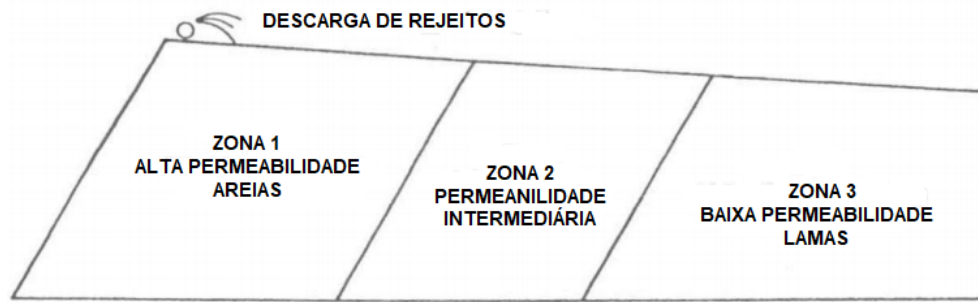 DESCARGA DE REJEITOS
ZONA 1
ALTA PERMEABILIDADE
AREIAS
ZONA 2
PERMEANILIDADE
INTERMEDIÁRIA
ZONA 3
BAIXA PERMEABILIDADE
LAMAS